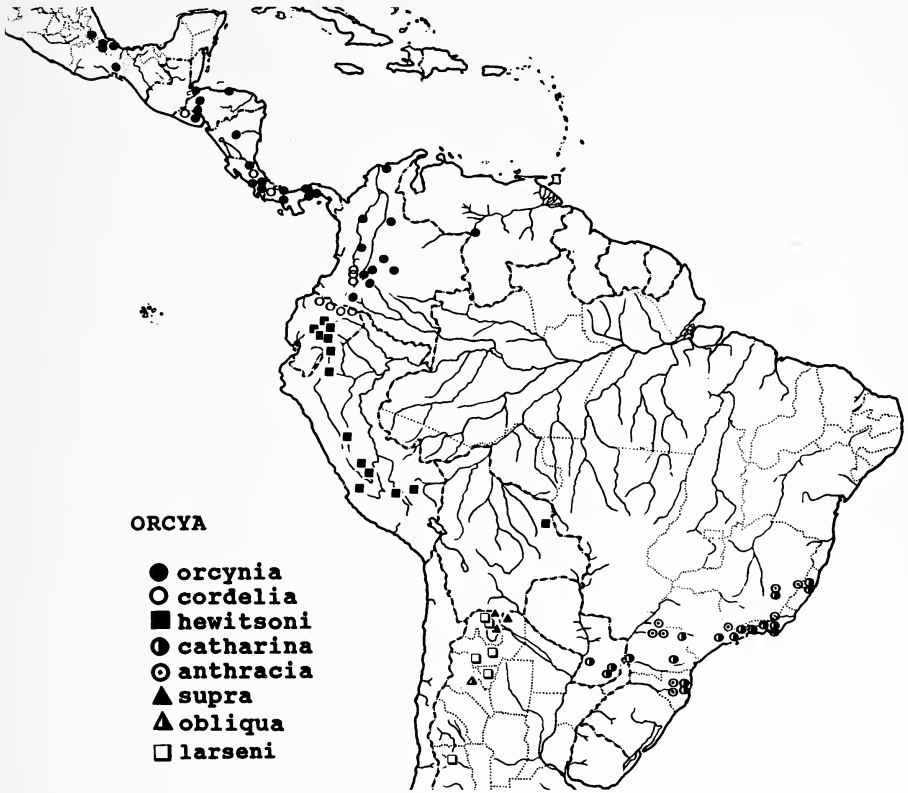 ORCYA
orcynia
cordelia
hewitsoni
catharina
anthracia
supra
obliqua
larseni